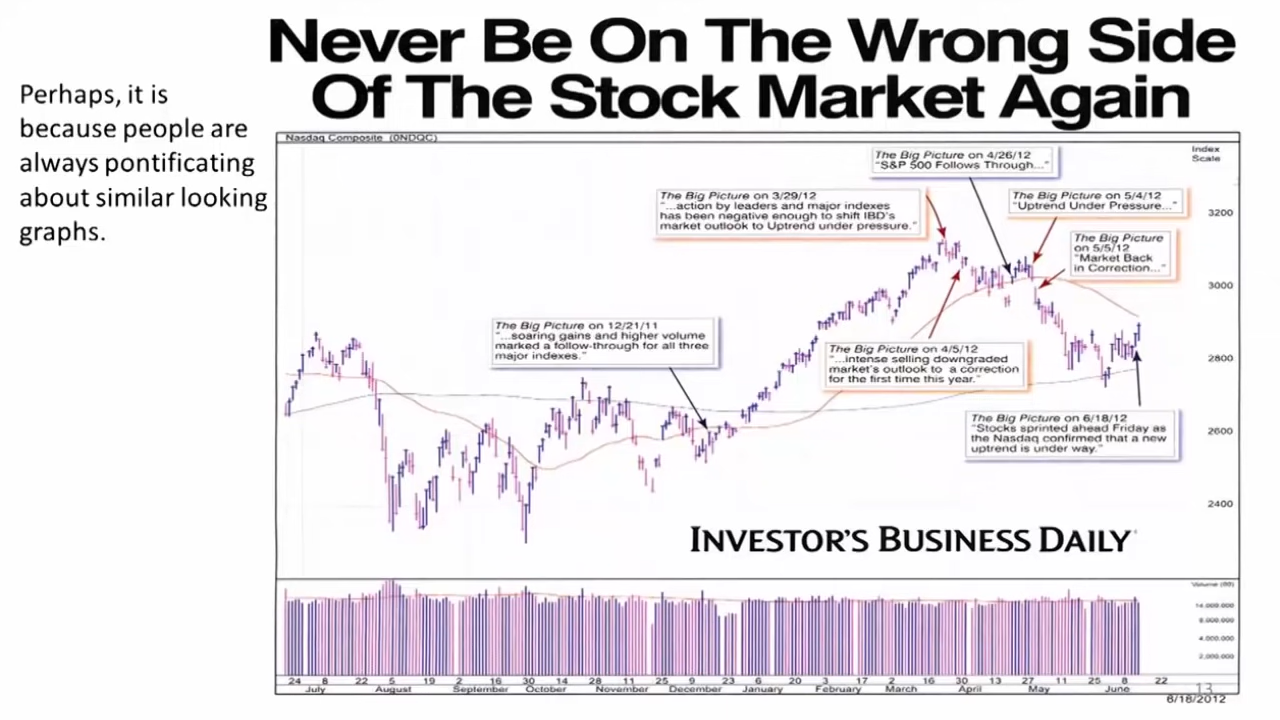 Never Be On The Wrong Side
Of The Stock Market Again
Perhaps, it is
because people are
always pontificating
about similar looking
graphs.
Nasdaq Composite (0NDQC)
Index
Scale
The Big Picture on 4/26/12
"S&P 500 Follows Through..."
The Big Picture on 3/29/12
"...action by leaders and major indexes
has been negative enough to shift IBD's
market outlook to Uptrend under pressure."
The Big Picture on 5/4/12
"Uptrend Under Pressure..."
3200
The Big Picture
on 5/5/12
"Market Back
in Correction..."
3000
The Big Picture on 12/21/11
"...soaring gains and higher volume
marked a follow-through for all three
major indexes."
The Big Picture on 4/5/12
"...intense selling downgraded
market's outlook to a correction
for the first time this year."
2800
The Big Picture on 6/18/12
"Stocks sprinted ahead Friday as
the Nasdaq confirmed that a new
uptrend is under way."
2600
2400
INVESTOR'S BUSINESS DAILY
Volume (00)
14,000,000
8,000,000
4,000,000
2,000,000
24 8 22 5 19 2 16 30 14 28 11 25 9 23 6 20 3 17 2 16 30 13 27 11 25 8 22
July August September October November December January February March April May June
13
6/18/2012